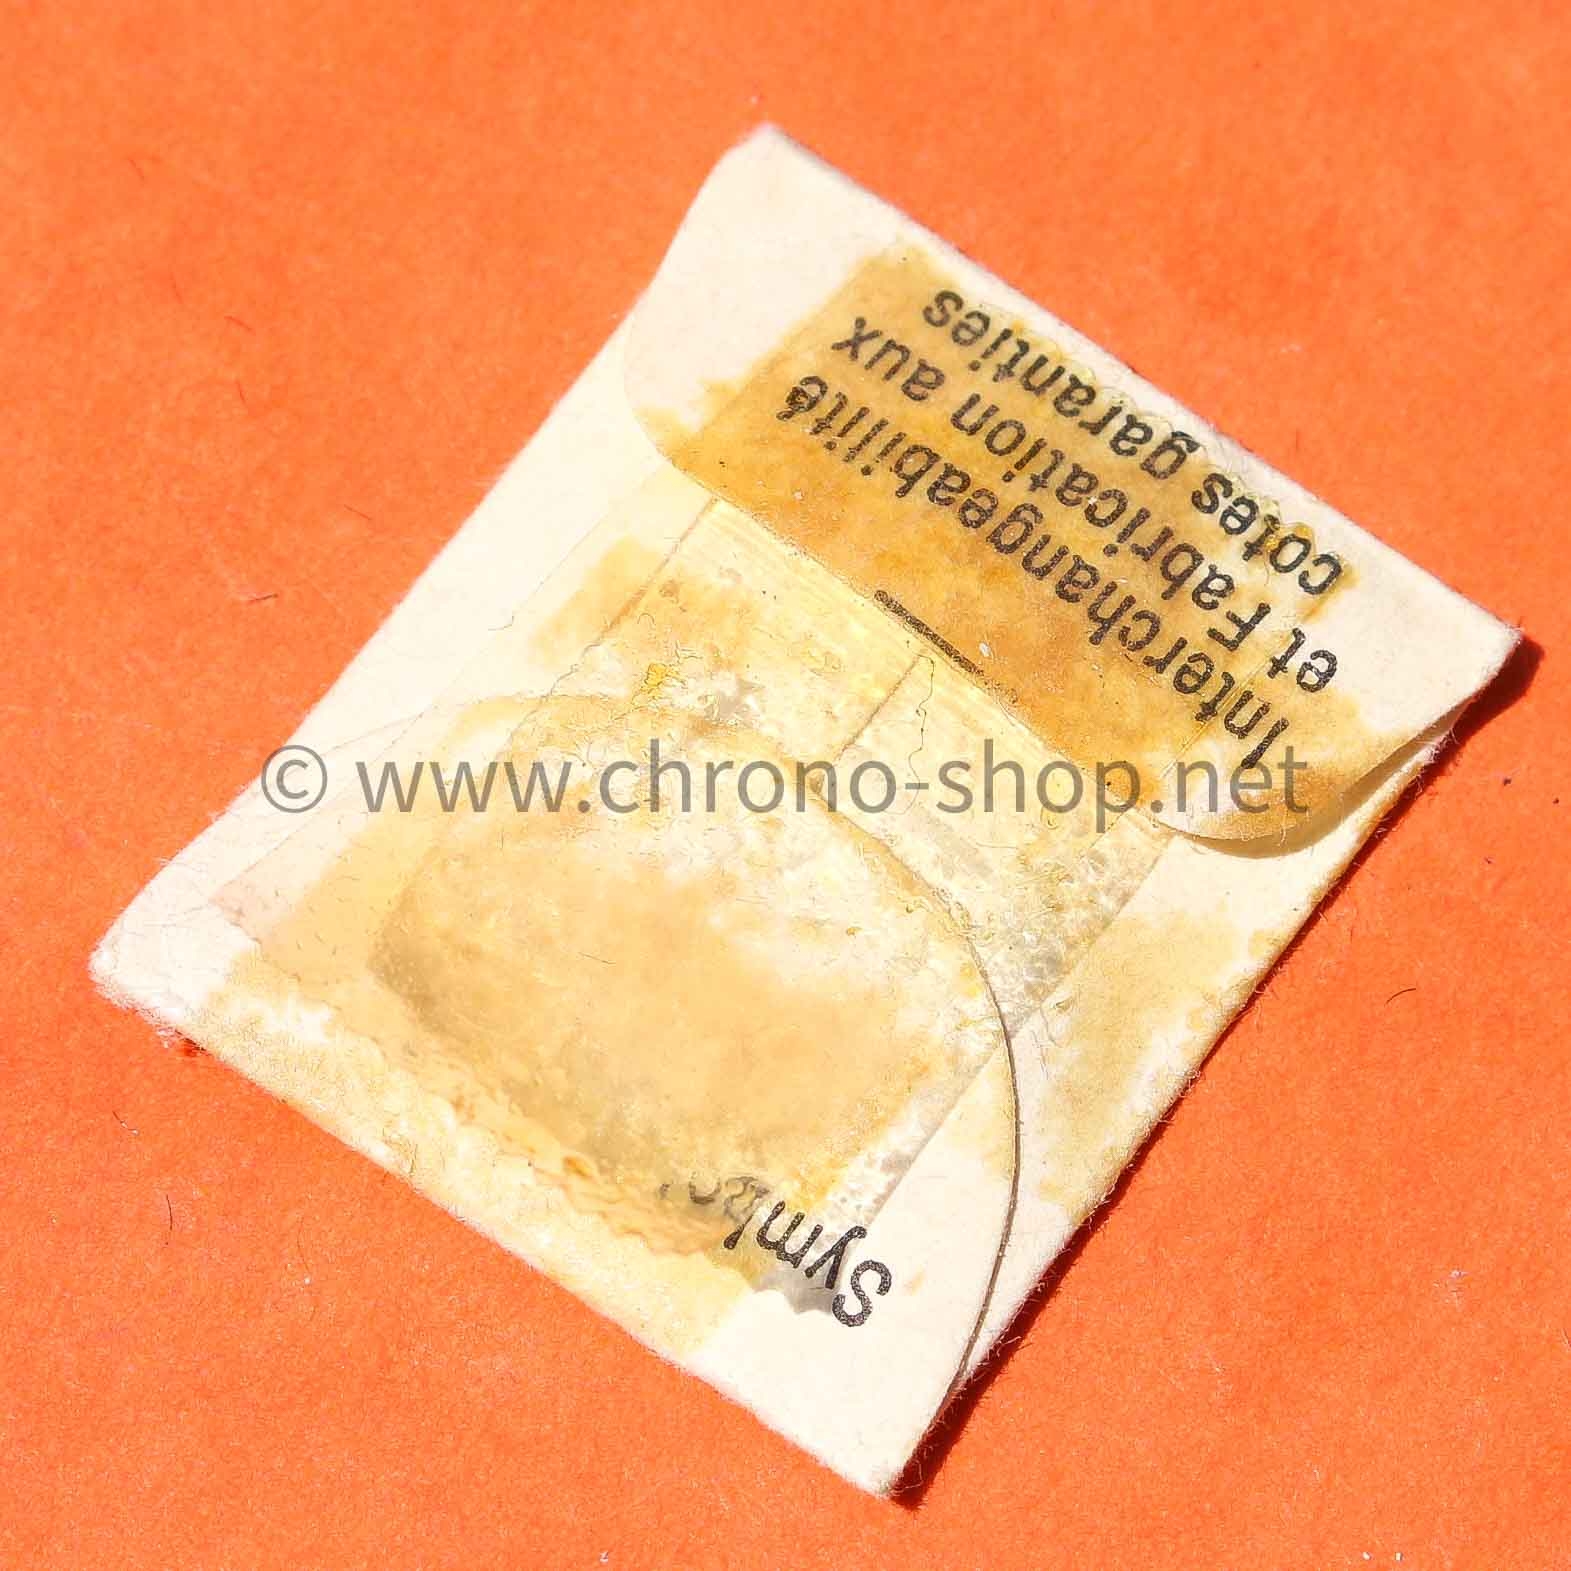 Interchangeabilité
et Fabrication aux
cotes garanties
© www.chrono-shop.net